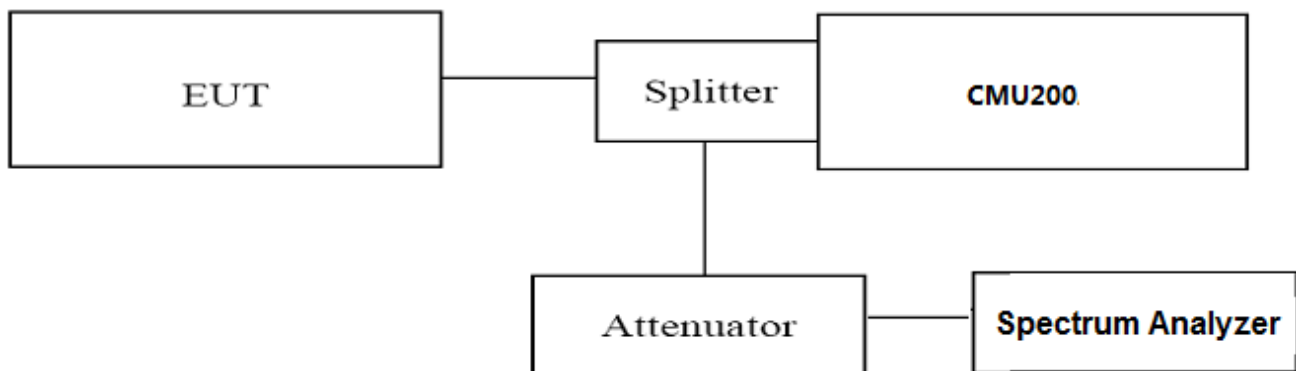 EUT
Splitter
CMU200.
Attenuator
Spectrum Analyzer